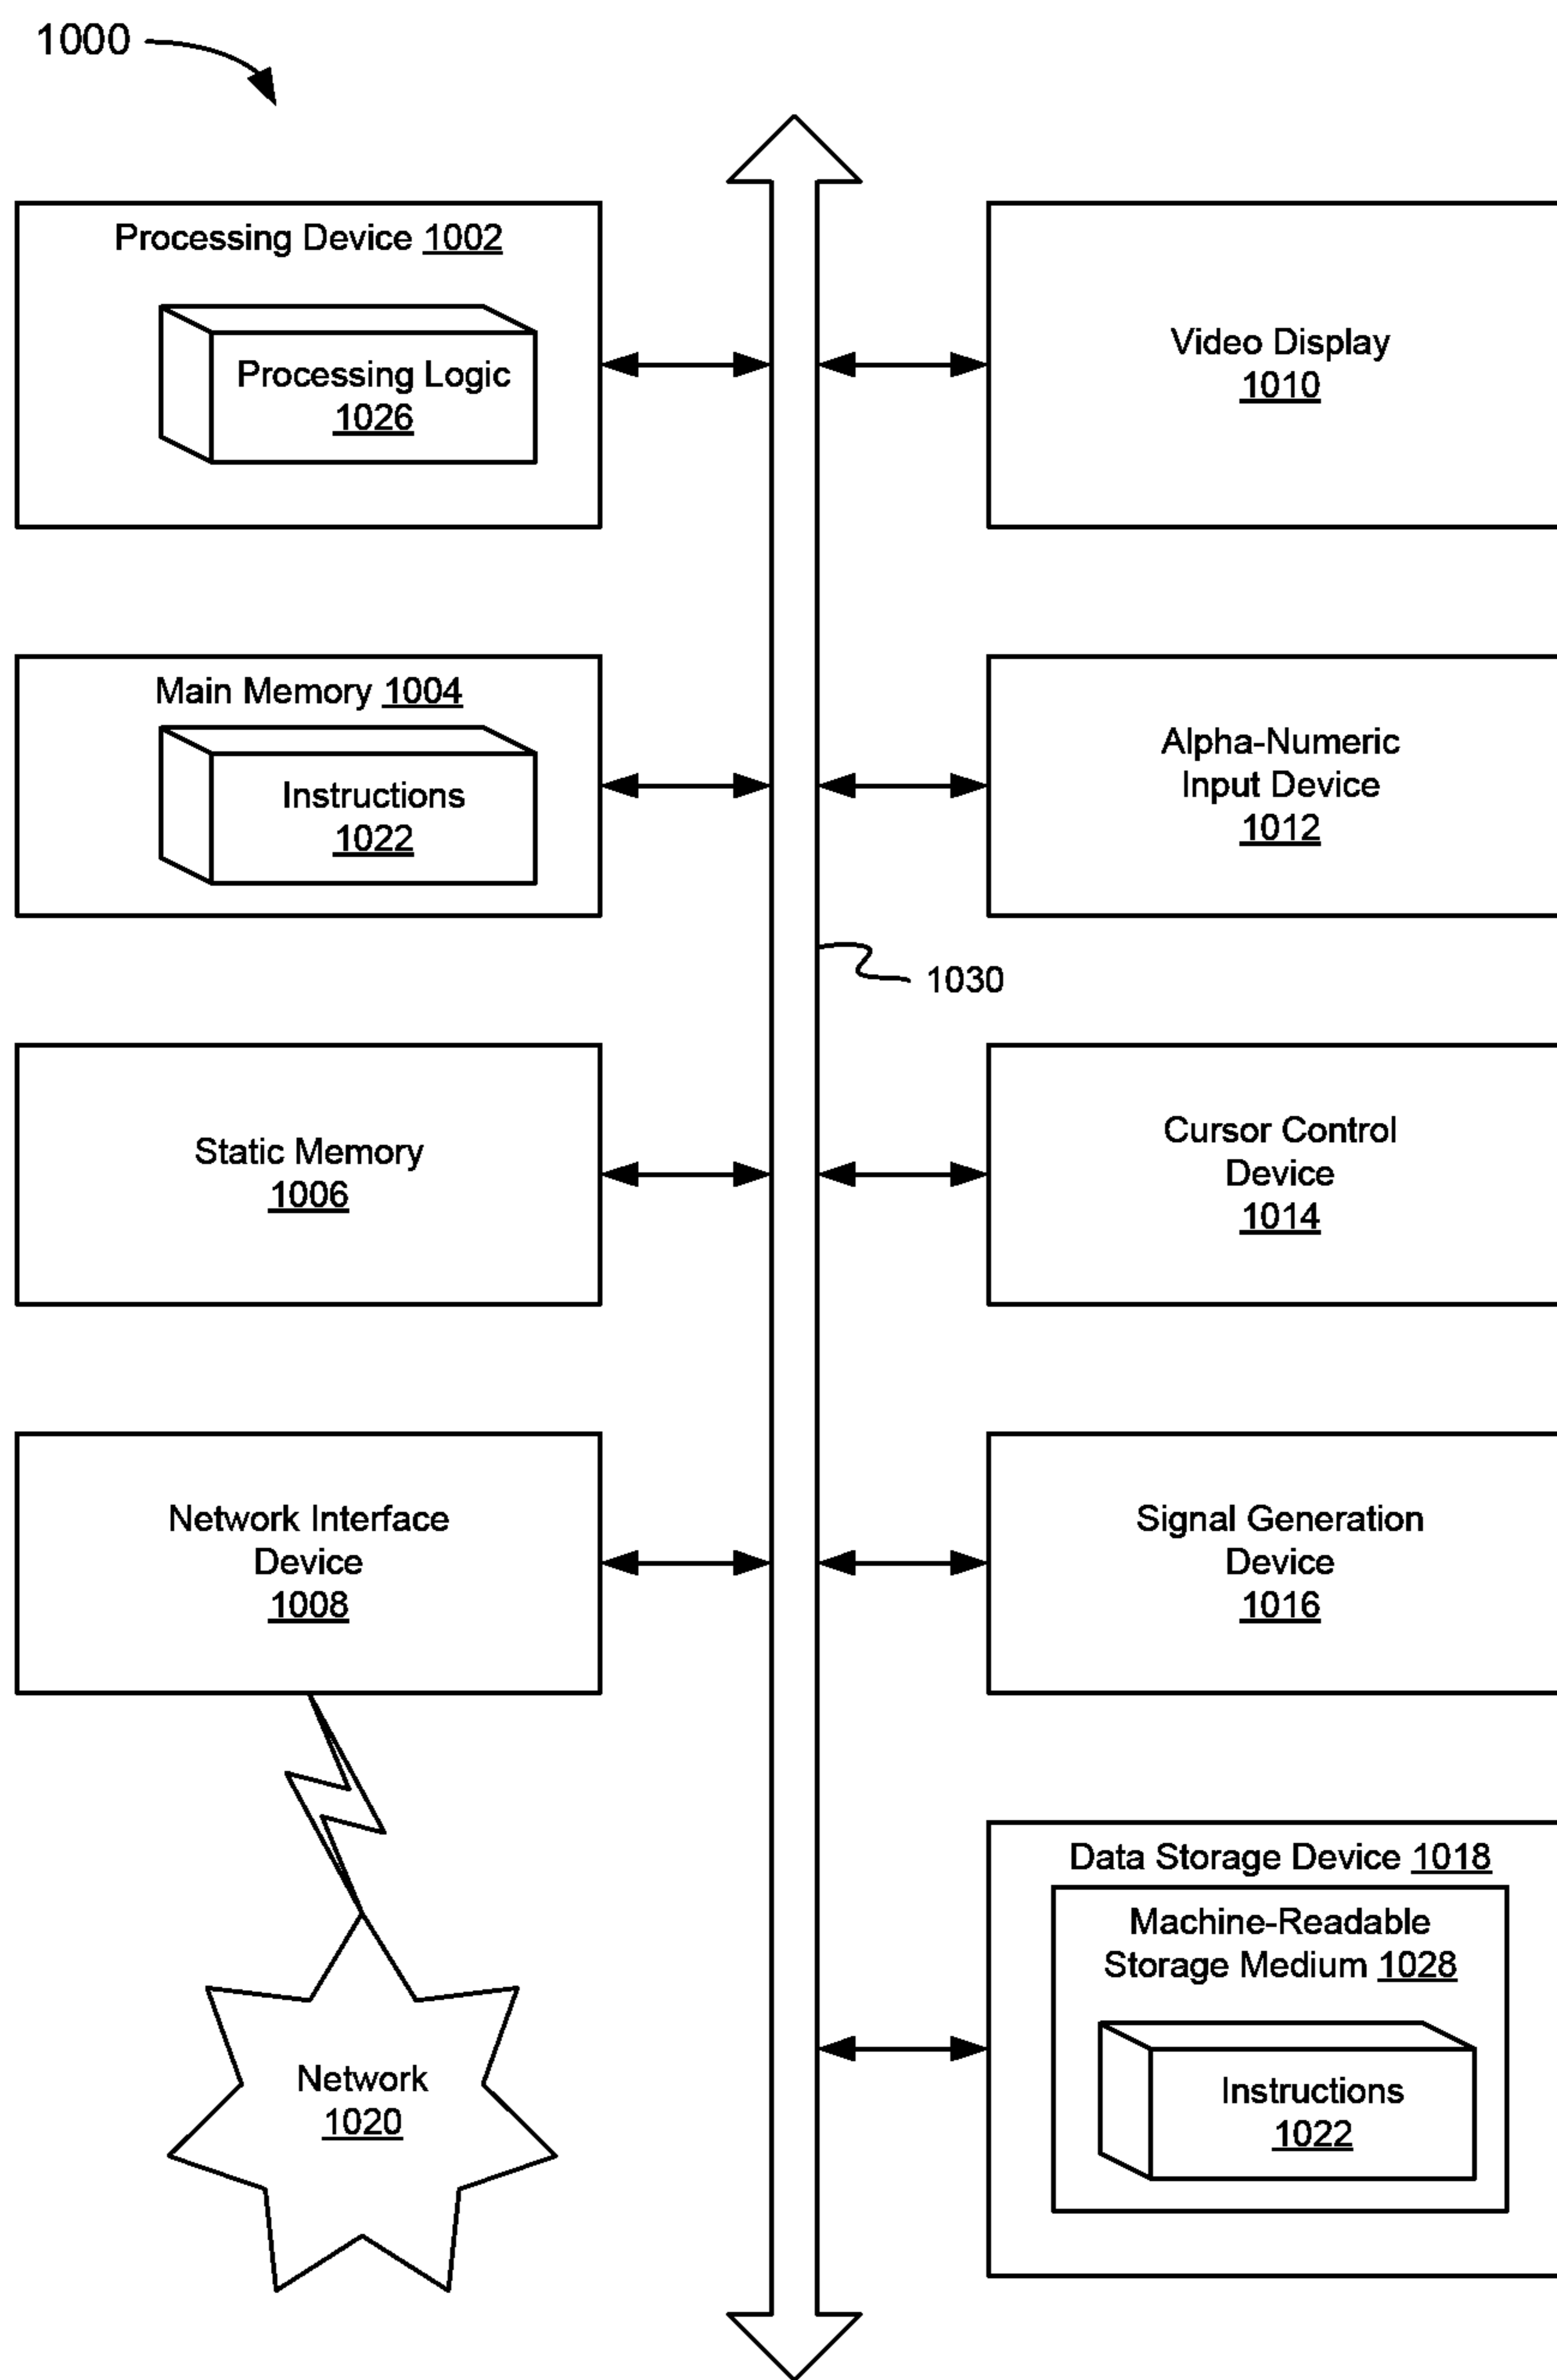 1000
Processing Device 1002
Processing Logic
1026
Video Display
1010
Main Memory 1004
Instructions
1022
Alpha-Numeric
Input Device
1012
1030
Static Memory
1006
Cursor Control
Device
1014
Network Interface
Device
1008
Signal Generation
Device
1016
Data Storage Device 1018
Machine-Readable
Storage Medium 1028
Instructions
1022
Network
1020